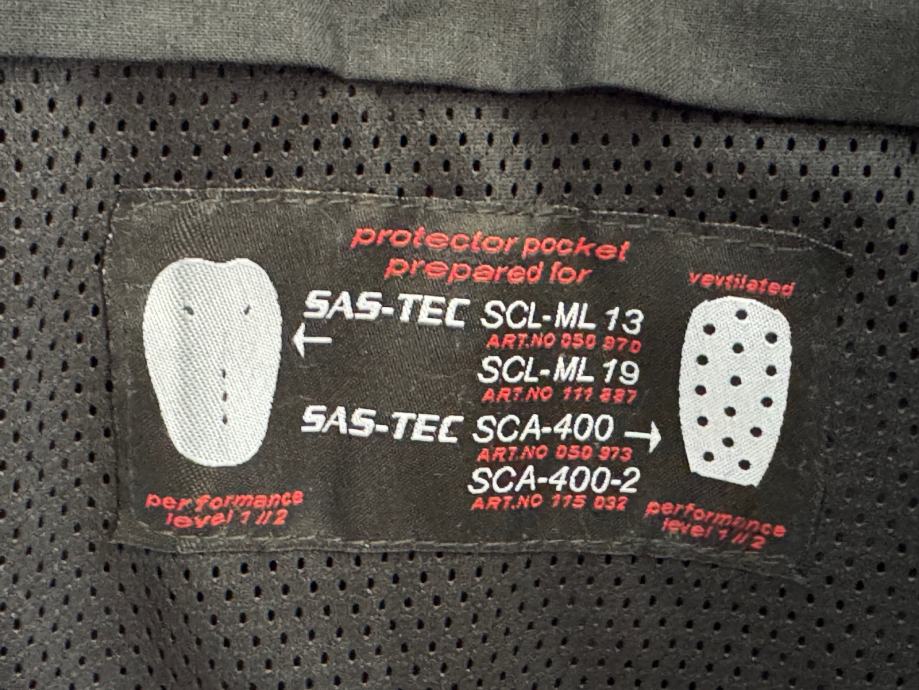 protector pocket
prepared for
vevtilated
SAS-TEC SCL-ML 13
ART.NO 050 970
SCL-ML 19
ART.NO 111 887
SAS-TEC SCA-400
ART.NO 050 973
SCA-400-2
ART.NO 115 032
performance
level 1 // 2
performance
level 1 // 2